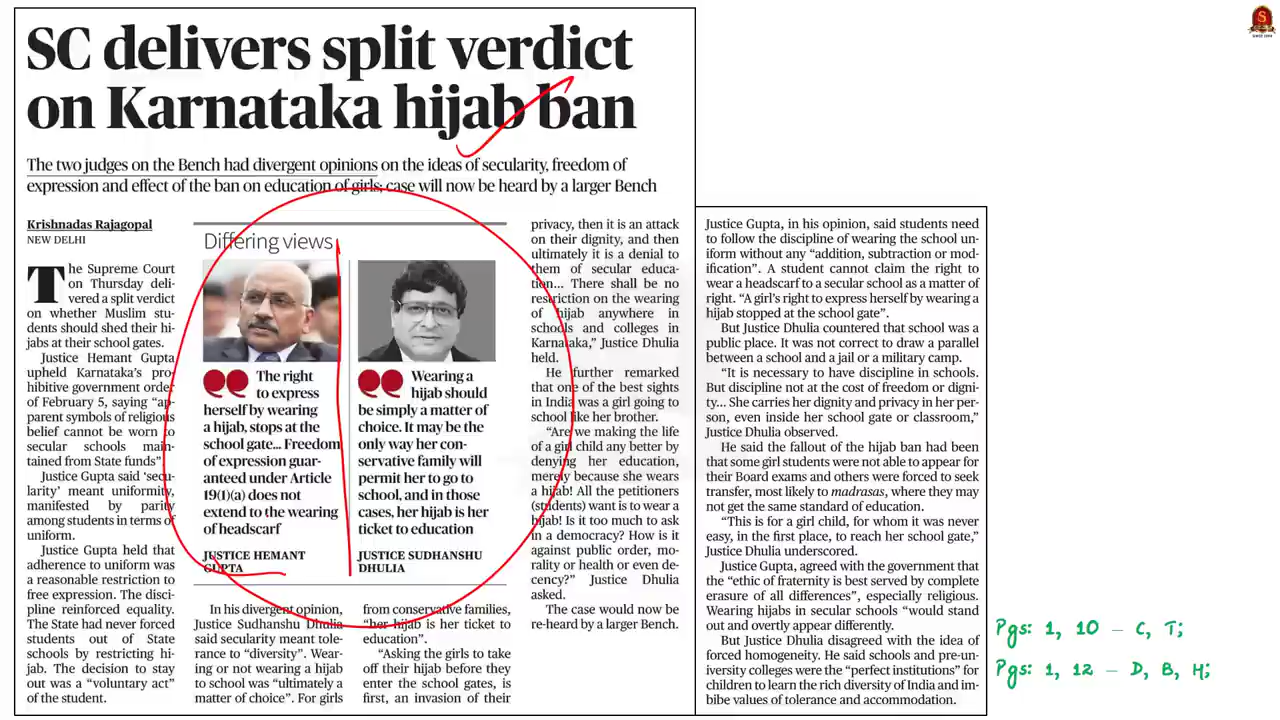 SC delivers split verdict
on Karnataka hijab ban
The two judges on the Bench had divergent opinions on the ideas of secularity, freedom of
expression and effect of the ban on education of girls; case will now be heard by a larger Bench
Krishnadas Rajagopal
NEW DELHI
The Supreme Court
on Thursday deli-
vered a split verdict
on whether Muslim stu-
dents should shed their hi-
jabs at their school gates.
Justice Hemant Gupta
upheld Karnataka's pro-
hibitive government order
of February 5, saying "ap-
parent symbols of religious
belief cannot be worn to
secular schools main-
tained from State funds".
Justice Gupta said 'secu-
larity' meant uniformity,
manifested by parity
among students in terms of
uniform.
Justice Gupta held that
adherence to uniform was
a reasonable restriction to
free expression. The disci-
pline reinforced equality.
The State had never forced
students out of State
schools by restricting hi-
jab. The decision to stay
out was a "voluntary act"
of the student.
Differing views
The right
to express
herself by wearing
a hijab, stops at the
school gate... Freedom
of expression guar-
anteed under Article
19(1)(a) does not
extend to the wearing
of headscarf
JUSTICE HEMANT
GUPTA
Wearing a
hijab should
be simply a matter of
choice. It may be the
only way her con-
servative family will
permit her to go to
school, and in those
cases, her hijab is her
ticket to education
JUSTICE SUDHANSHU
DHULIA
In his divergent opinion,
Justice Sudhanshu Dhulia
said secularity meant tole-
rance to "diversity". Wear-
ing or not wearing a hijab
to school was "ultimately a
matter of choice". For girls
from conservative families,
"her hijab is her ticket to
education".
"Asking the girls to take
off their hijab before they
enter the school gates, is
first, an invasion of their
privacy, then it is an attack
on their dignity, and then
ultimately it is a denial to
them of secular educa-
tion... There shall be no
restriction on the wearing
of hijab anywhere in
schools and colleges in
Karnataka," Justice Dhulia
held.
He further remarked
that one of the best sights
in India was a girl going to
school like her brother.
"Are we making the life
of a girl child any better by
denying her education,
merely because she wears
a hijab! All the petitioners
(students) want is to wear a
hijab! Is it too much to ask
in a democracy? How is it
against public order, mo-
rality or health or even de-
cency?" Justice Dhulia
asked.
The case would now be
re-heard by a larger Bench.
Justice Gupta, in his opinion, said students need
to follow the discipline of wearing the school un-
iform without any "addition, subtraction or mod-
ification". A student cannot claim the right to
wear a headscarf to a secular school as a matter of
right. "A girl's right to express herself by wearing a
hijab stopped at the school gate".
But Justice Dhulia countered that school was a
public place. It was not correct to draw a parallel
between a school and a jail or a military camp.
"It is necessary to have discipline in schools.
But discipline not at the cost of freedom or digni-
ty... She carries her dignity and privacy in her per-
son, even inside her school gate or classroom,"
Justice Dhulia observed.
He said the fallout of the hijab ban had been
that some girl students were not able to appear for
their Board exams and others were forced to seek
transfer, most likely to madrasas, where they may
not get the same standard of education.
"This is for a girl child, for whom it was never
easy, in the first place, to reach her school gate,"
Justice Dhulia underscored.
Justice Gupta, agreed with the government that
the "ethic of fraternity is best served by complete
erasure of all differences", especially religious.
Wearing hijabs in secular schools "would stand
out and overtly appear differently.
But Justice Dhulia disagreed with the idea of
forced homogeneity. He said schools and pre-un-
iversity colleges were the "perfect institutions" for
children to learn the rich diversity of India and im-
bibe values of tolerance and accommodation.
Pgs: 1, 10 – C, T;
Pgs: 1, 12 – D, B, H;